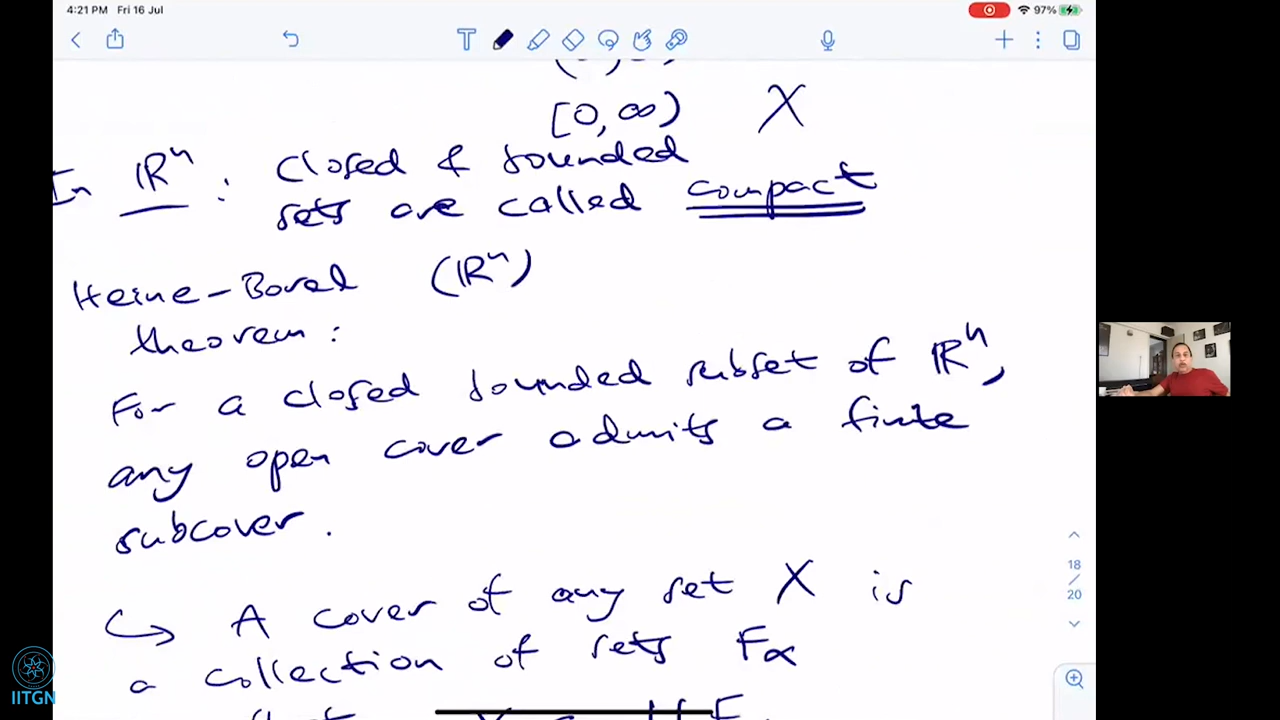 4:21 PM Fri 16 Jul
97%
[0, ∞) X
In ℝⁿ : closed & bounded
sets are called compact
Heine-Borel (ℝⁿ)
theorem :
For a closed bounded subset of ℝⁿ,
any open cover admits a finite
subcover .
18
/
20
↪ A cover of any set X is
a collection of sets Fα
IITGN